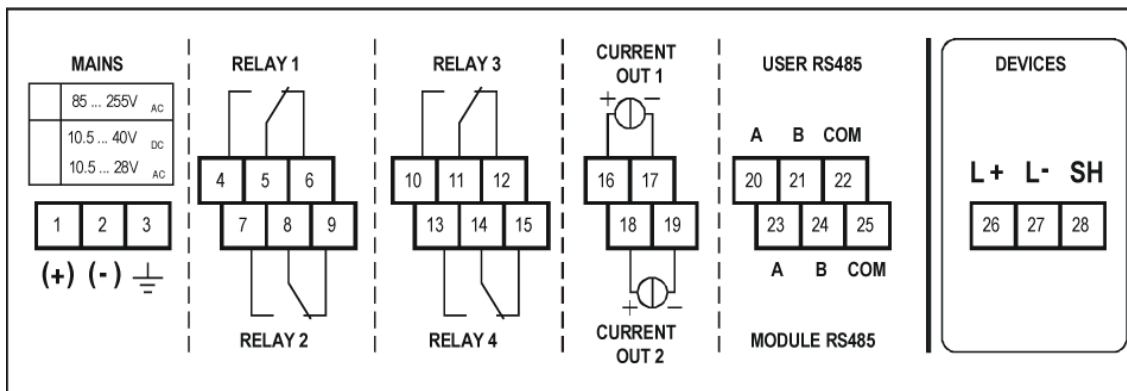 MAINS
85 ... 255V AC
10.5 ... 40V DC
10.5 ... 28V AC
1 2 3
(+) (-)
RELAY 1
4 5 6
7 8 9
RELAY 2
RELAY 3
10 11 12
13 14 15
RELAY 4
CURRENT
OUT 1
+ −
16 17
18 19
+ −
CURRENT
OUT 2
USER RS485
A B COM
20 21 22
23 24 25
A B COM
MODULE RS485
DEVICES
L+ L- SH
26 27 28